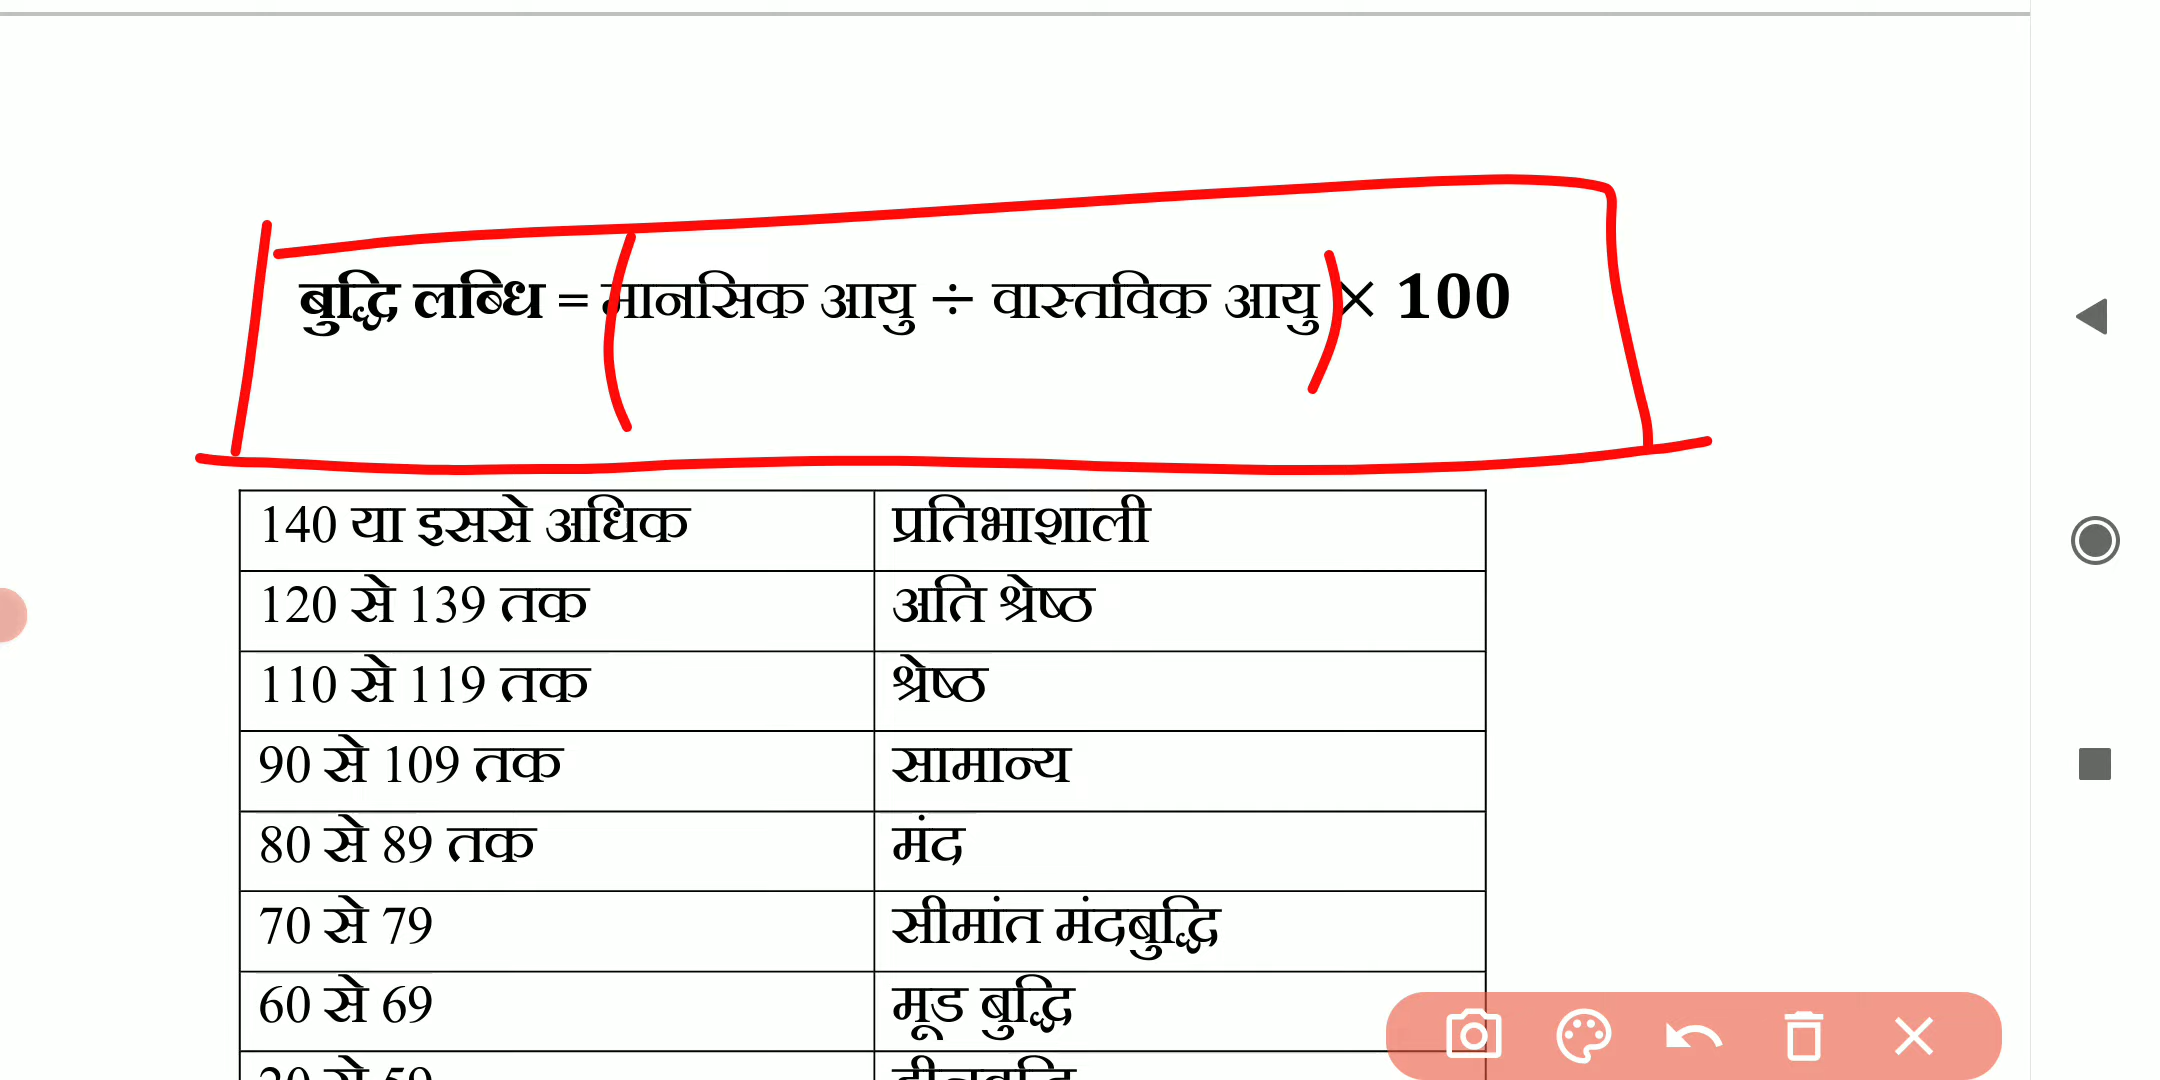 बुद्धि लब्धि = मानसिक आयु ÷ वास्तविक आयु × 100
140 या इससे अधिक प्रतिभाशाली
120 से 139 तक अति श्रेष्ठ
110 से 119 तक श्रेष्ठ
90 से 109 तक सामान्य
80 से 89 तक मंद
70 से 79 सीमांत मंदबुद्धि
60 से 69 मूड बुद्धि